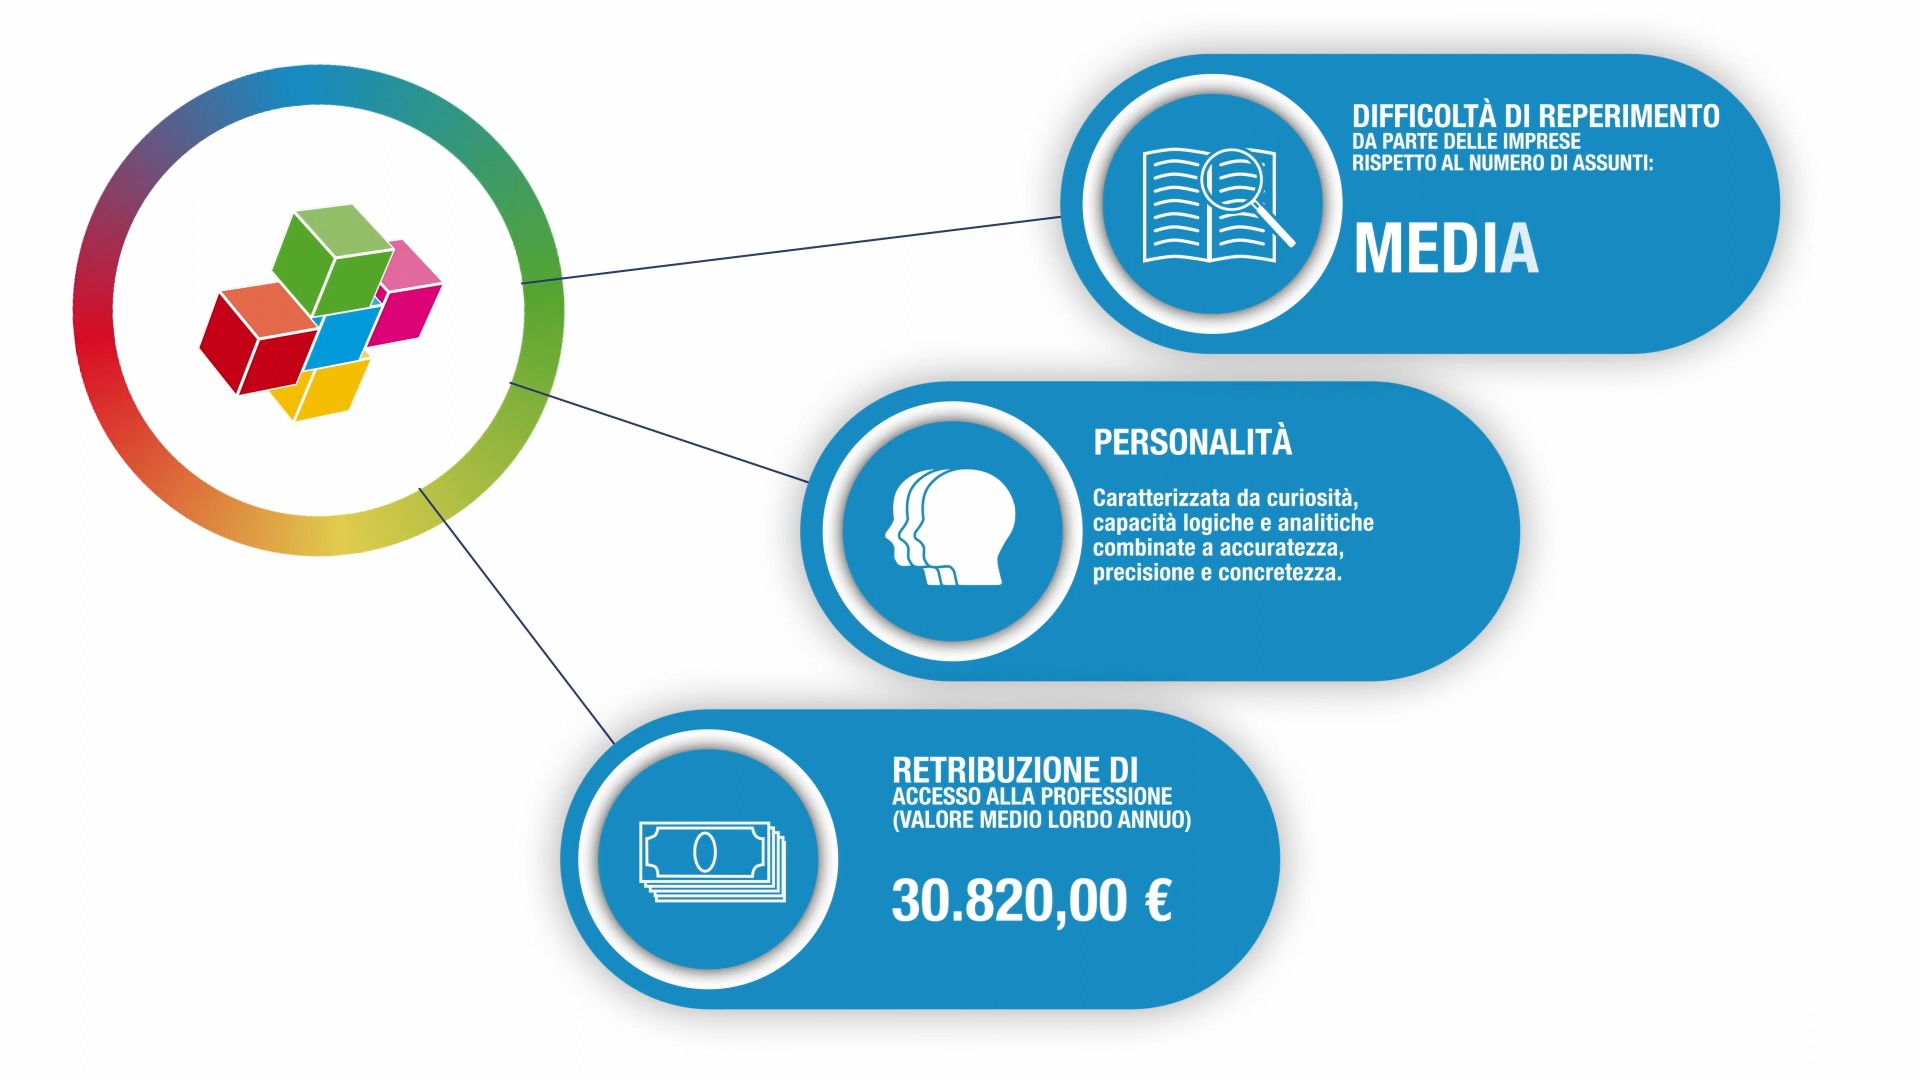 DIFFICOLTÀ DI REPERIMENTO
DA PARTE DELLE IMPRESE
RISPETTO AL NUMERO DI ASSUNTI:
MEDIA
PERSONALITÀ
Caratterizzata da curiosità,
capacità logiche e analitiche
combinate a accuratezza,
precisione e concretezza.
RETRIBUZIONE DI
ACCESSO ALLA PROFESSIONE
(VALORE MEDIO LORDO ANNUO)
30.820,00 €